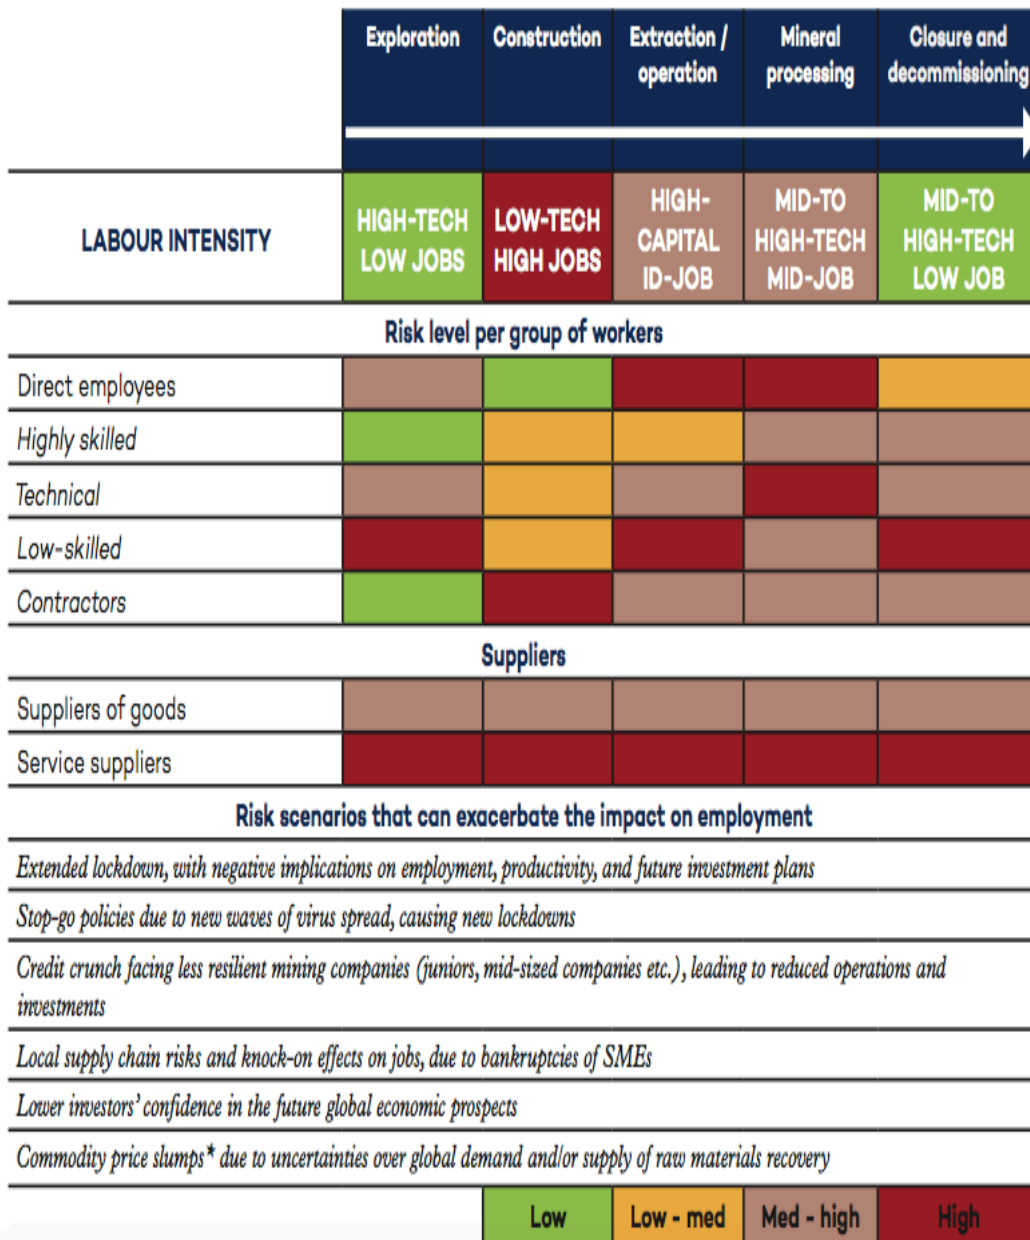 Exploration
Construction
Extraction /
operation
Mineral
processing
Closure and
decommissioning
LABOUR INTENSITY
HIGH-TECH
LOW JOBS
LOW-TECH
HIGH JOBS
HIGH-
CAPITAL
ID-JOB
MID-TO
HIGH-TECH
MID-JOB
MID-TO
HIGH-TECH
LOW JOB
Risk level per group of workers
Direct employees
Highly skilled
Technical
Low-skilled
Contractors
Suppliers
Suppliers of goods
Service suppliers
Risk scenarios that can exacerbate the impact on employment
Extended lockdown, with negative implications on employment, productivity, and future investment plans
Stop-go policies due to new waves of virus spread, causing new lockdowns
Credit crunch facing less resilient mining companies (juniors, mid-sized companies etc.), leading to reduced operations and
investments
Local supply chain risks and knock-on effects on jobs, due to bankruptcies of SMEs
Lower investors' confidence in the future global economic prospects
Commodity price slumps* due to uncertainties over global demand and/or supply of raw materials recovery
Low
Low - med
Med - high
High